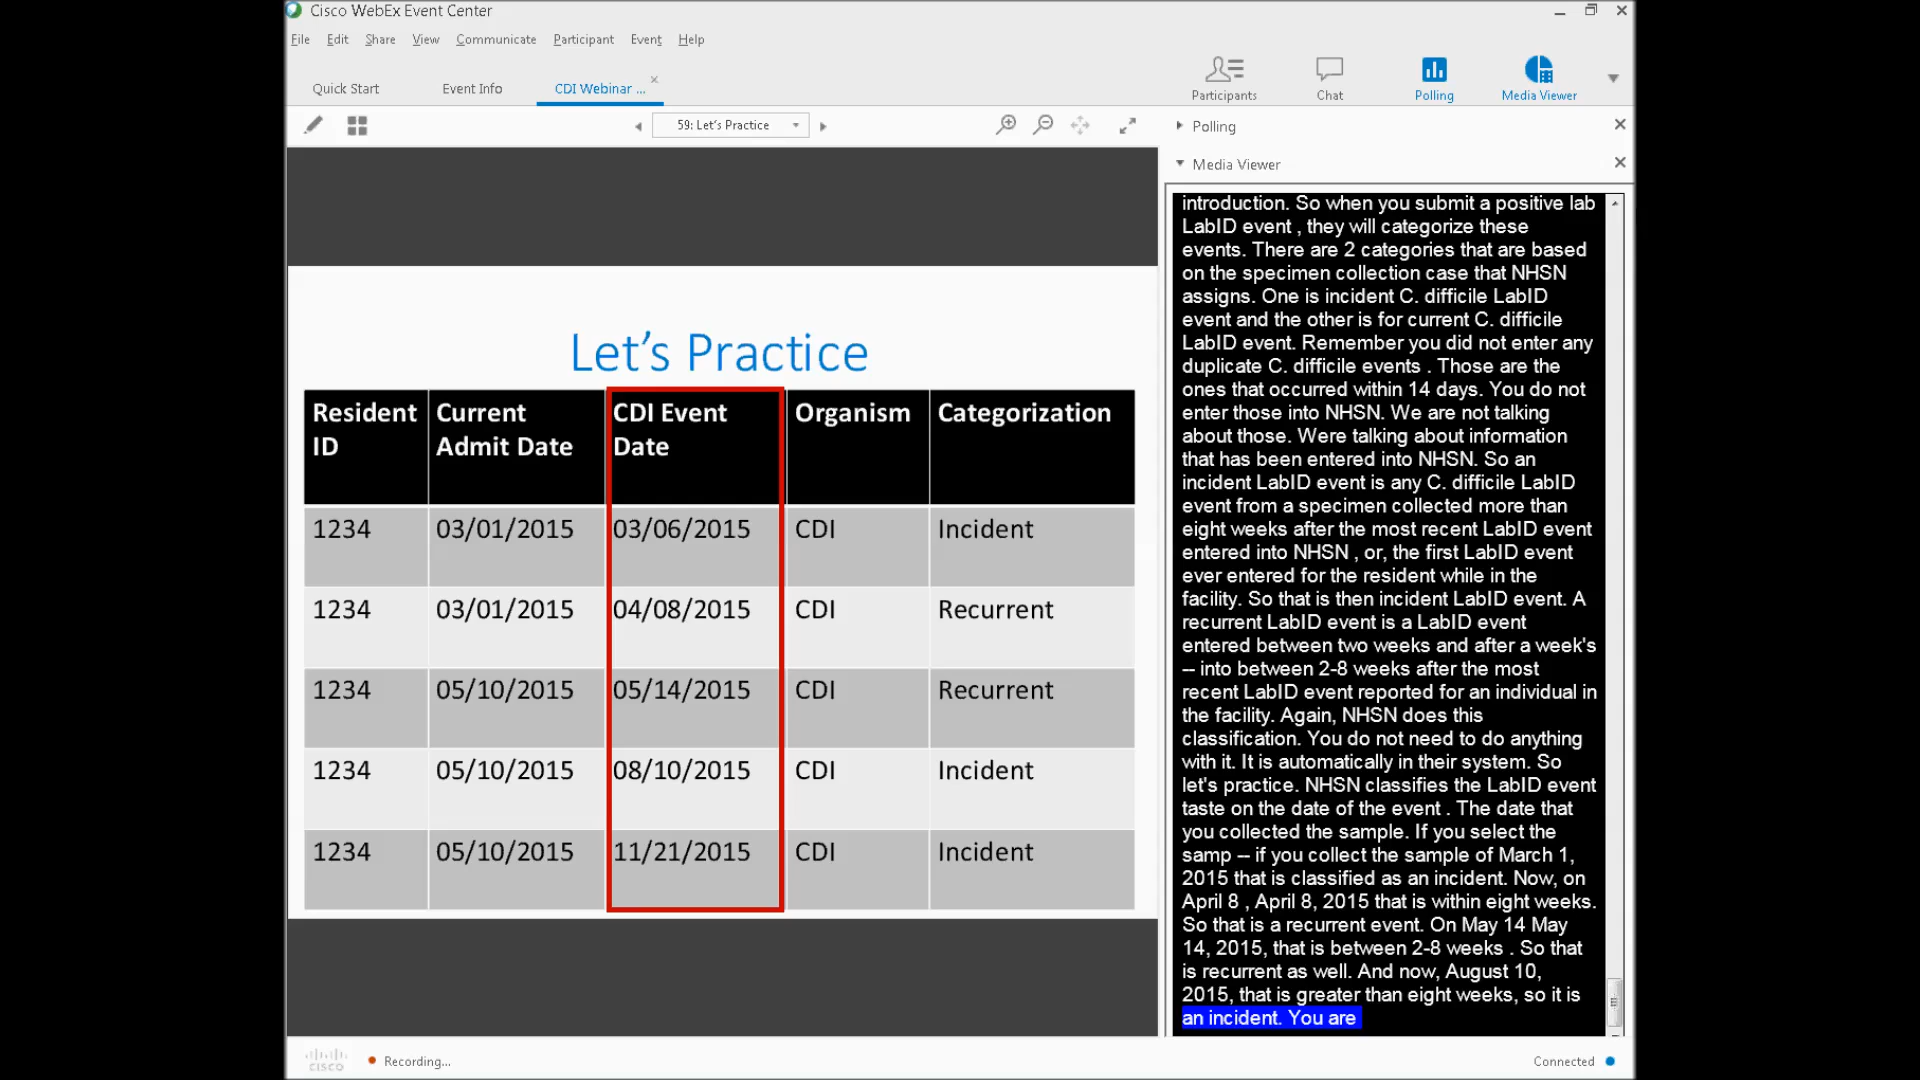 Cisco WebEx Event Center
File Edit Share View Communicate Participant Event Help
Quick Start Event Info CDI Webinar ...
Participants Chat Polling Media Viewer
59: Let's Practice
Let’s Practice
Resident ID Current Admit Date CDI Event Date Organism Categorization
1234 03/01/2015 03/06/2015 CDI Incident
1234 03/01/2015 04/08/2015 CDI Recurrent
1234 05/10/2015 05/14/2015 CDI Recurrent
1234 05/10/2015 08/10/2015 CDI Incident
1234 05/10/2015 11/21/2015 CDI Incident
Polling
Media Viewer
introduction. So when you submit a positive lab
LabID event , they will categorize these
events. There are 2 categories that are based
on the specimen collection case that NHSN
assigns. One is incident C. difficile LabID
event and the other is for current C. difficile
LabID event. Remember you did not enter any
duplicate C. difficile events . Those are the
ones that occurred within 14 days. You do not
enter those into NHSN. We are not talking
about those. Were talking about information
that has been entered into NHSN. So an
incident LabID event is any C. difficile LabID
event from a specimen collected more than
eight weeks after the most recent LabID event
entered into NHSN , or, the first LabID event
ever entered for the resident while in the
facility. So that is then incident LabID event. A
recurrent LabID event is a LabID event
entered between two weeks and after a week's
-- into between 2-8 weeks after the most
recent LabID event reported for an individual in
the facility. Again, NHSN does this
classification. You do not need to do anything
with it. It is automatically in their system. So
let's practice. NHSN classifies the LabID event
taste on the date of the event . The date that
you collected the sample. If you select the
samp -- if you collect the sample of March 1,
2015 that is classified as an incident. Now, on
April 8 , April 8, 2015 that is within eight weeks.
So that is a recurrent event. On May 14 May
14, 2015, that is between 2-8 weeks . So that
is recurrent as well. And now, August 10,
2015, that is greater than eight weeks, so it is
an incident. You are
cisco Recording... Connected